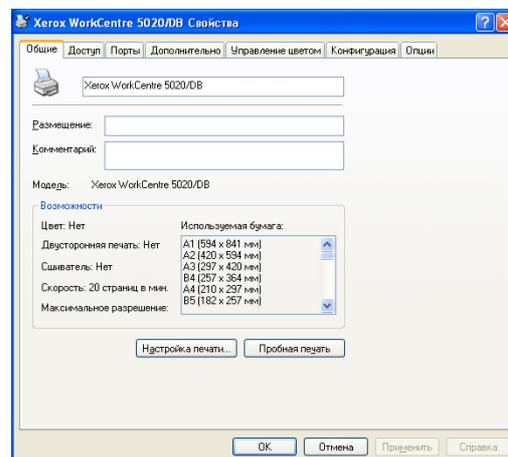 Xerox WorkCentre 5020/DB Свойства
Общие Доступ Порты Дополнительно Управление цветом Конфигурация Опции
Xerox WorkCentre 5020/DB
Размещение:
Комментарий:
Модель: Xerox WorkCentre 5020/DB
Возможности
Цвет: Нет
Двусторонняя печать: Нет
Сшиватель: Нет
Скорость: 20 страниц в мин.
Максимальное разрешение:
Используемая бумага:
A1 (594 x 841 мм)
A2 (420 x 594 мм)
A3 (297 x 420 мм)
B4 (257 x 364 мм)
A4 (210 x 297 мм)
B5 (182 x 257 мм)
Настройка печати... Пробная печать
OK Отмена Применить Справка